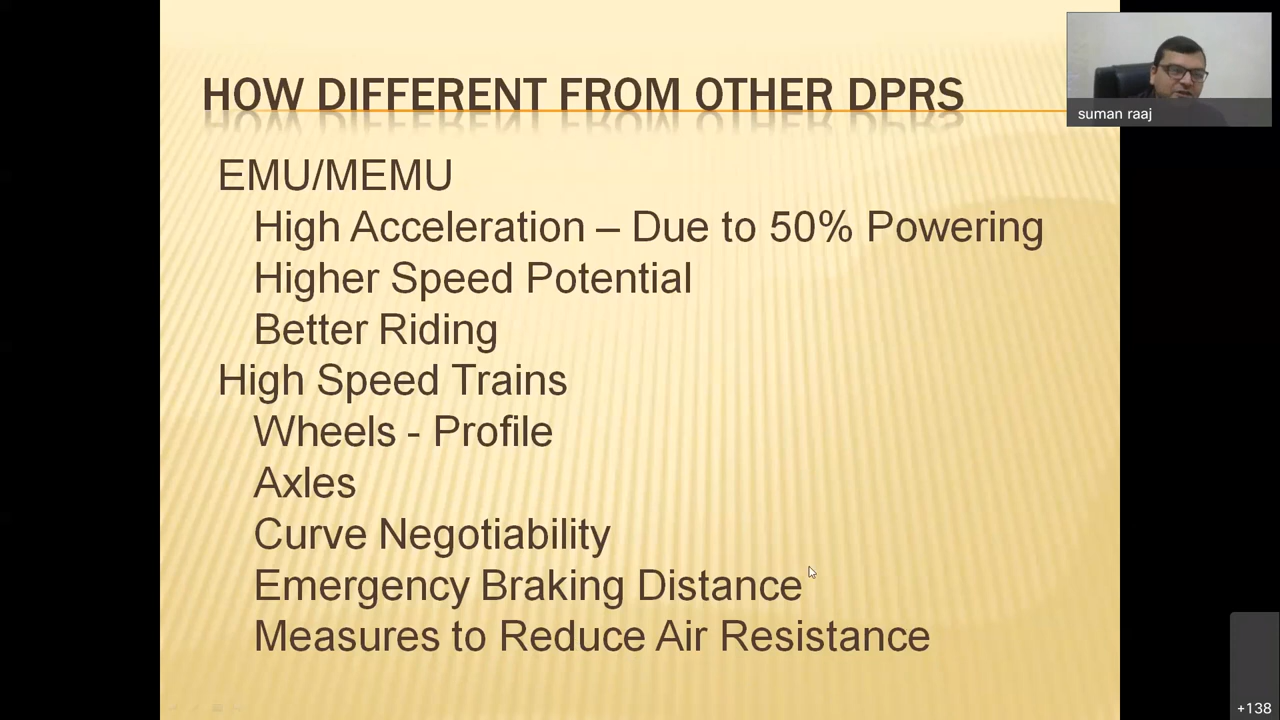 HOW DIFFERENT FROM OTHER DPRS
suman raaj
EMU/MEMU
High Acceleration – Due to 50% Powering
Higher Speed Potential
Better Riding
High Speed Trains
Wheels - Profile
Axles
Curve Negotiability
Emergency Braking Distance
Measures to Reduce Air Resistance
+138